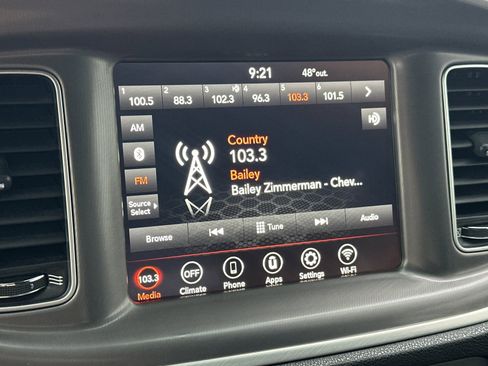 9:21 48° out.
1 2 3 4 5 6
100.5 88.3 102.3 96.3 103.3 101.5
AM
Country
103.3
FM
Bailey
Bailey Zimmerman - Chev...
Source
Select
Browse Tune Audio
103.3 OFF
Media Climate Phone Apps Settings Wi-Fi